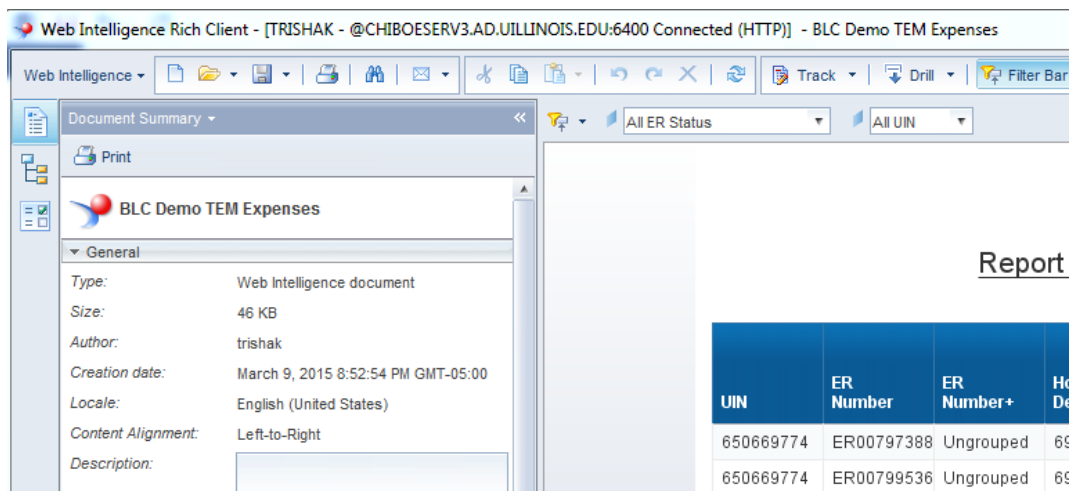 Web Intelligence Rich Client - [TRISHAK - @CHIBOESERV3.AD.UILLINOIS.EDU:6400 Connected (HTTP)] - BLC Demo TEM Expenses
Web Intelligence Track Drill Filter Bar
Document Summary
All ER Status All UIN
Print
BLC Demo TEM Expenses
General
Type: Web Intelligence document
Size: 46 KB
Author: trishak
Creation date: March 9, 2015 8:52:54 PM GMT-05:00
Locale: English (United States)
Content Alignment: Left-to-Right
Description:
Report
UIN ER Number ER Number+ Ho De
650669774 ER00797388 Ungrouped 69
650669774 ER00799536 Ungrouped 69